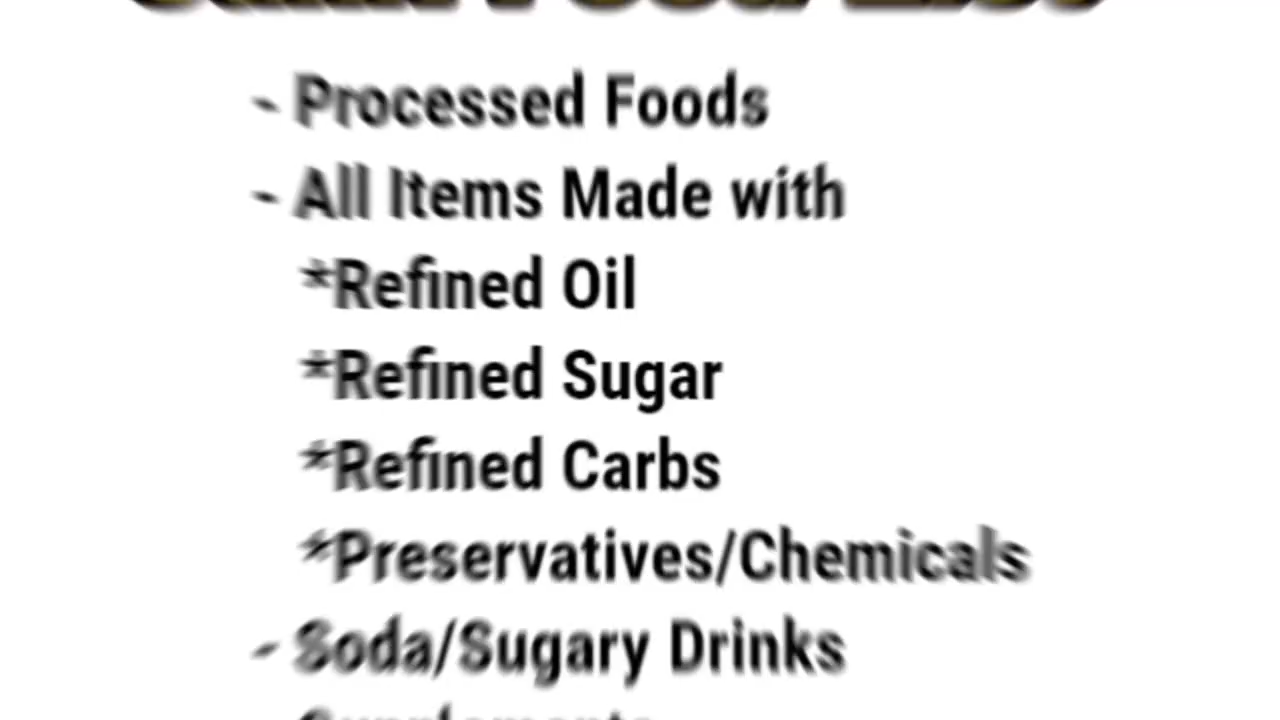 - Processed Foods
- All Items Made with
*Refined Oil
*Refined Sugar
*Refined Carbs
*Preservatives/Chemicals
- Soda/Sugary Drinks